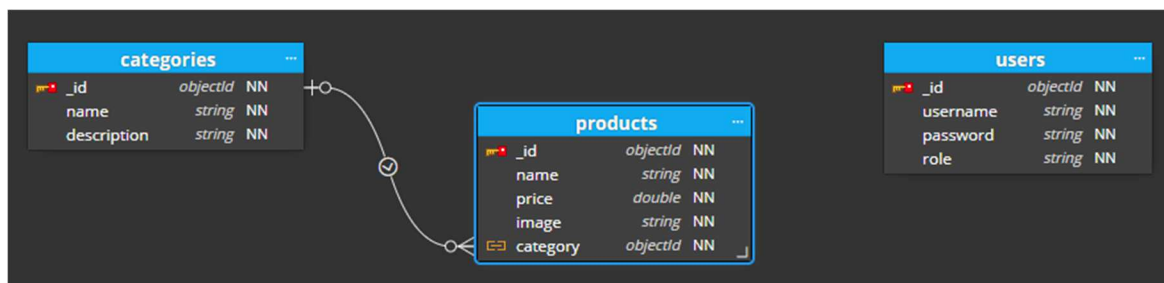 categories ...
_id objectId NN
name string NN
description string NN
products ...
_id objectId NN
name string NN
price double NN
image string NN
category objectId NN
users ...
_id objectId NN
username string NN
password string NN
role string NN